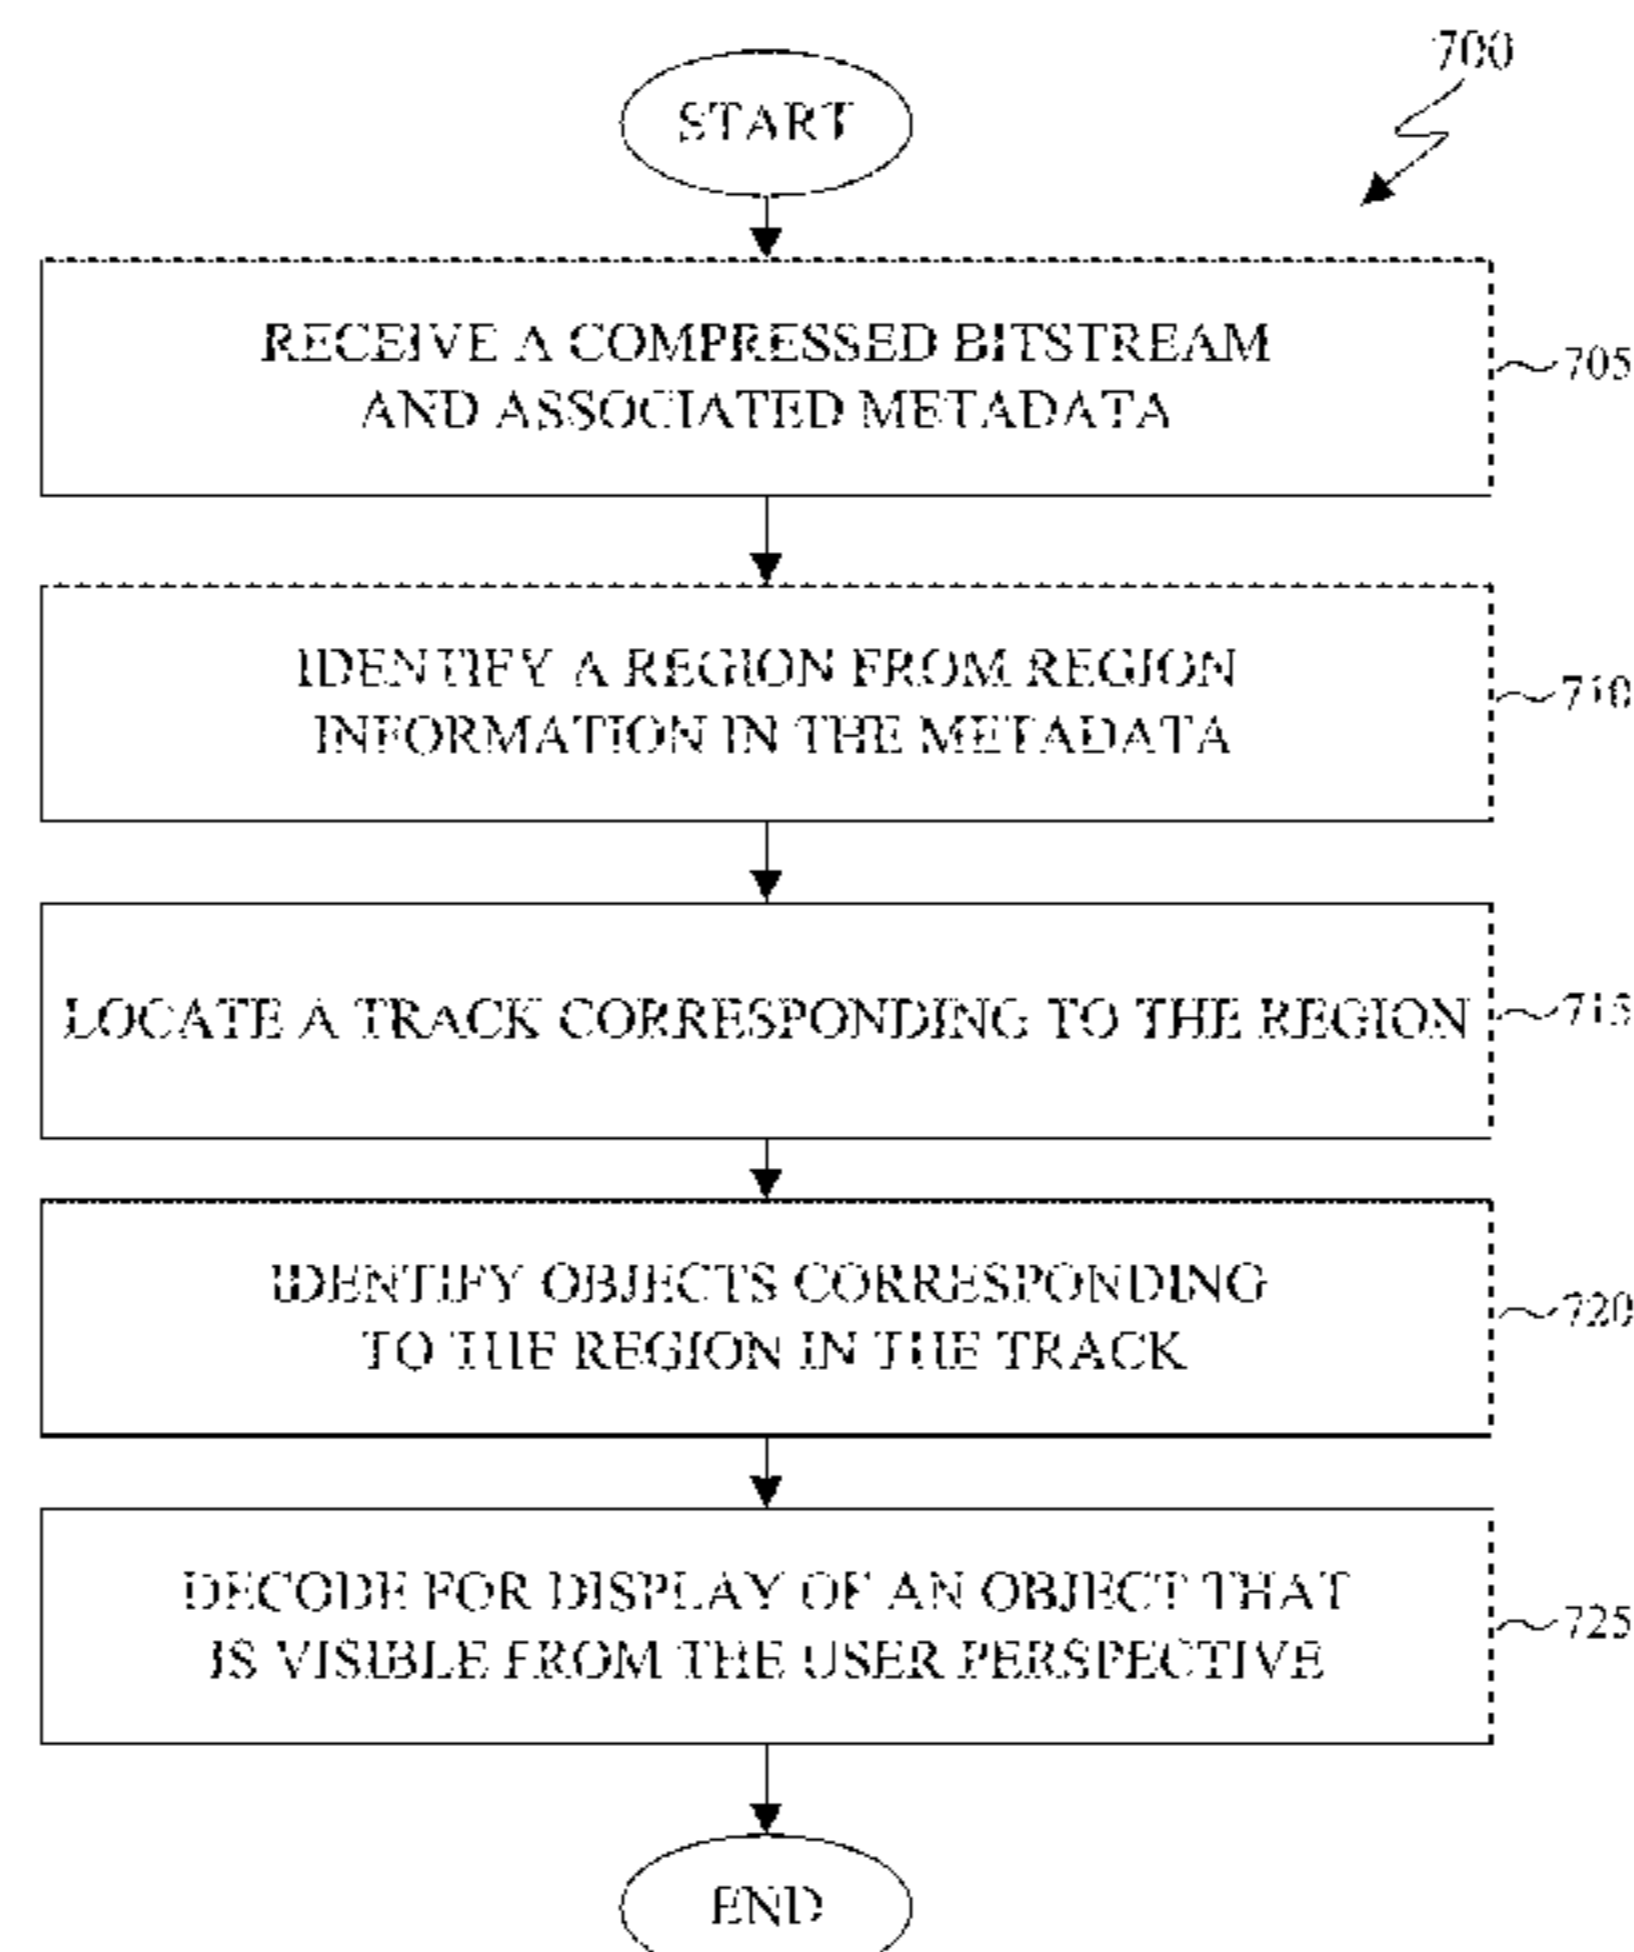 700
START
RECEIVE A COMPRESSED BITSTREAM
AND ASSOCIATED METADATA
705
IDENTIFY A REGION FROM REGION
INFORMATION IN THE METADATA
710
LOCATE A TRACK CORRESPONDING TO THE REGION
715
IDENTIFY OBJECTS CORRESPONDING
TO THE REGION IN THE TRACK
720
DECODE FOR DISPLAY OF AN OBJECT THAT
IS VISIBLE FROM THE USER PERSPECTIVE
725
END